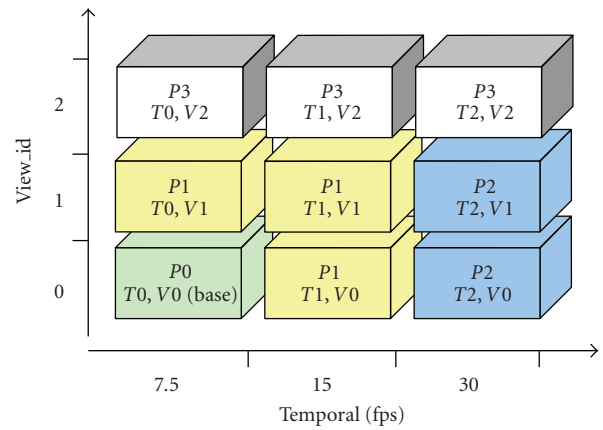 View_id
2
P3
T0, V2
P3
T1, V2
P3
T2, V2
1
P1
T0, V1
P1
T1, V1
P2
T2, V1
0
P0
T0, V0 (base)
P1
T1, V0
P2
T2, V0
7.5
15
30
Temporal (fps)